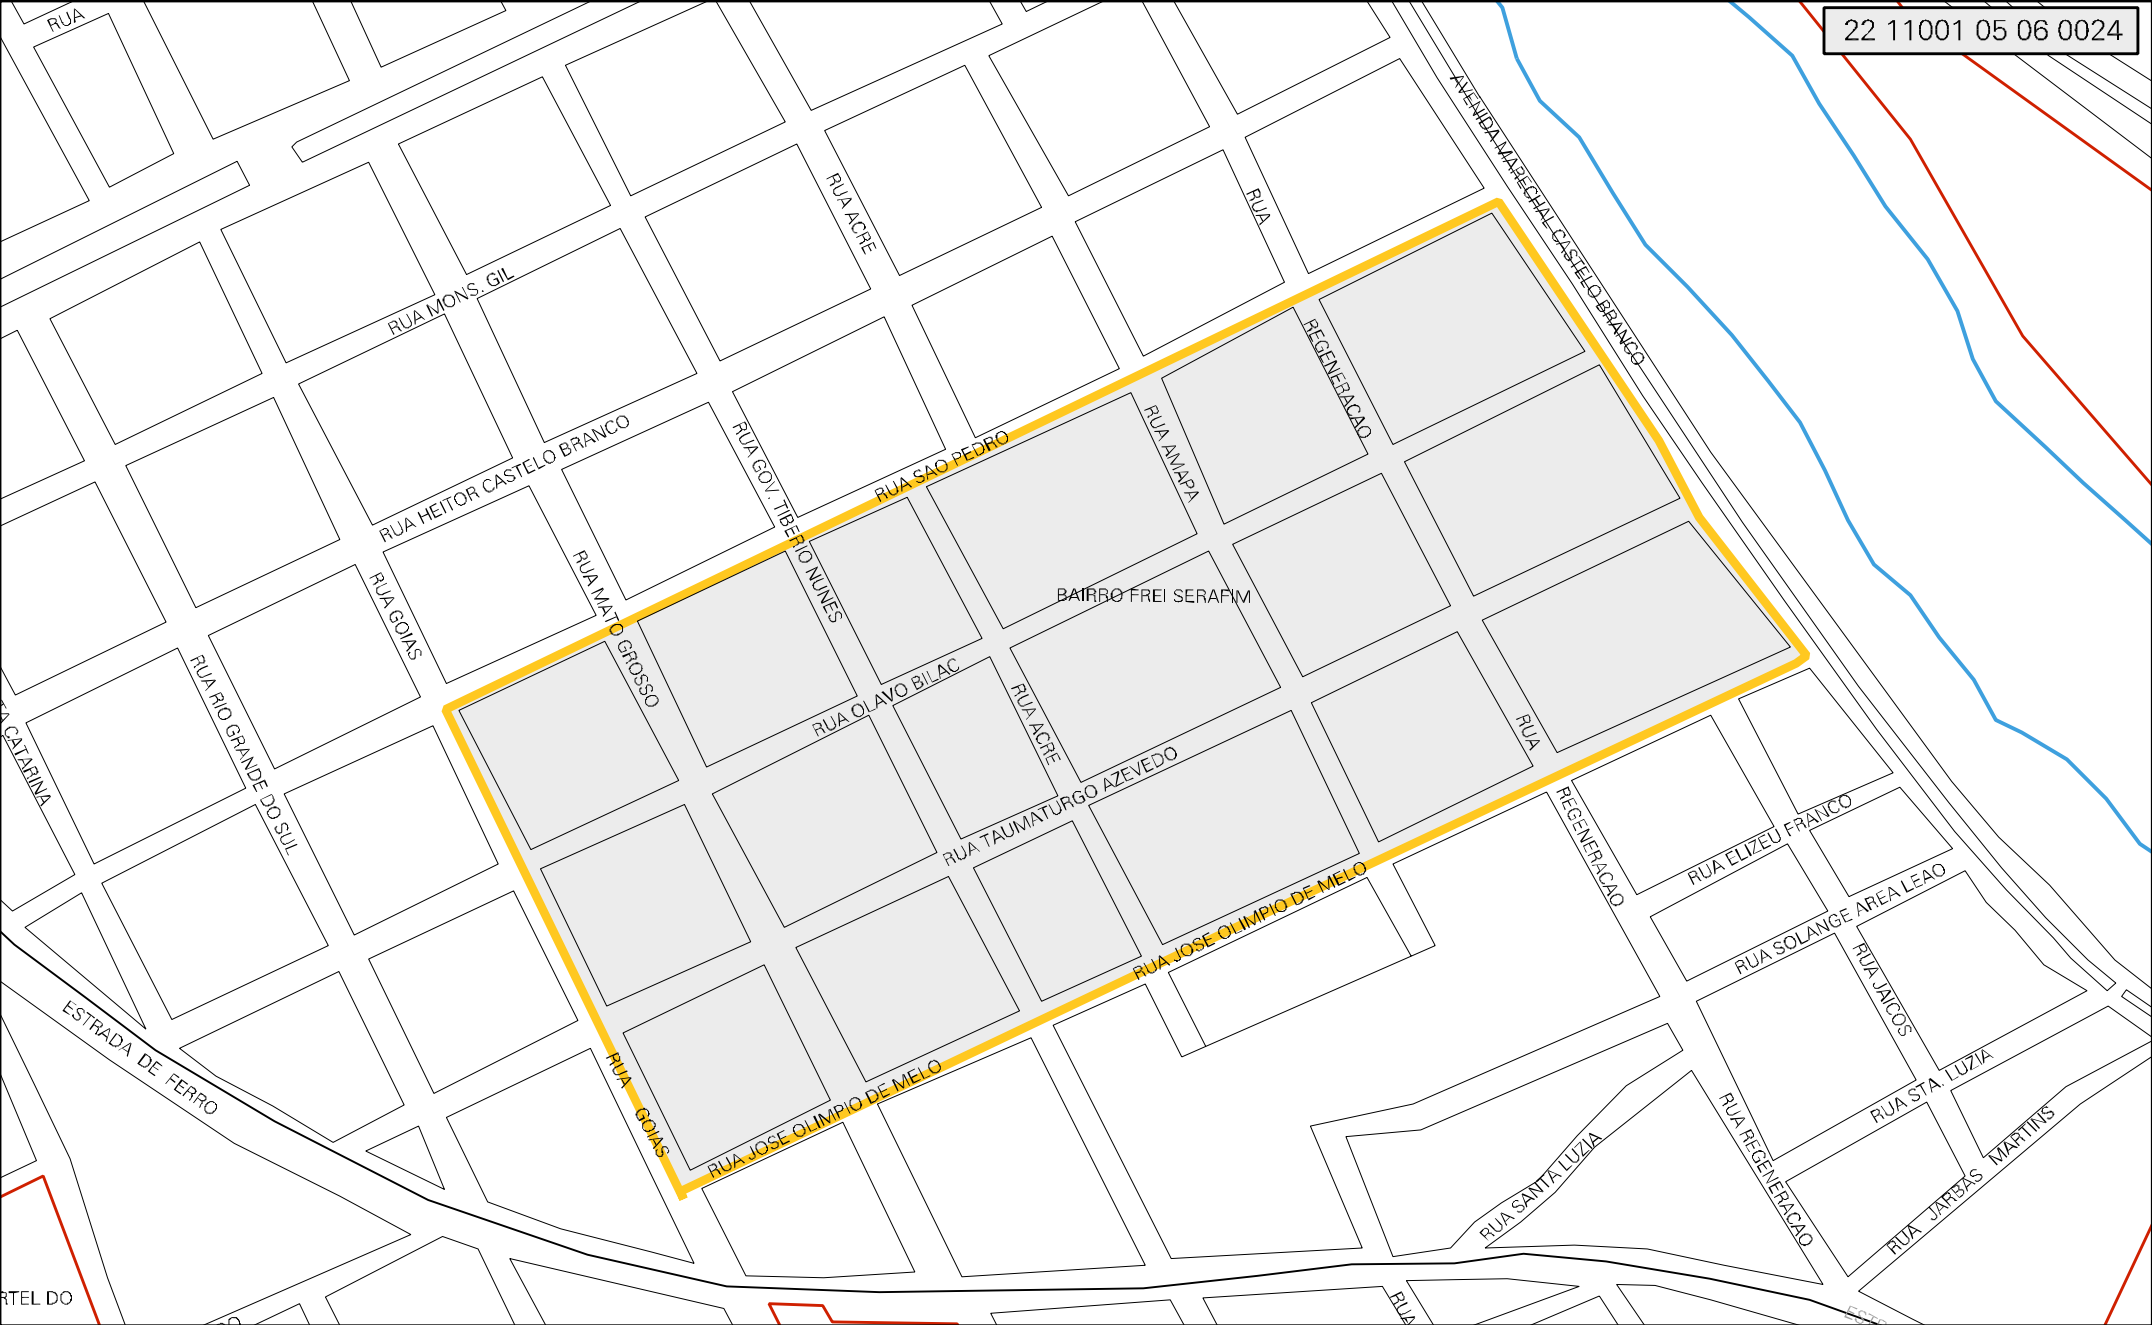 RUA
22 11001 05 06 0024
AVENIDA MARECHAL CASTELO BRANCO
RUA ACRE
RUA
RUA MONS. GIL
REGENERACAO
RUA HEITOR CASTELO BRANCO
RUA GOV. TIBERIO NUNES
RUA SAO PEDRO
RUA AMAPA
RUA GOIAS
RUA MATO GROSSO
BAIRRO FREI SERAFIM
RUA RIO GRANDE DO SUL
RUA OLAVO BILAC
RUA ACRE
RUA
TA CATARINA
RUA TAUMATURGO AZEVEDO
REGENERACAO
RUA ELIZEU FRANCO
RUA SOLANGE AREA LEAO
RUA JOSE OLIMPIO DE MELO
RUA JAICOS
ESTRADA DE FERRO
RUA GOIAS
RUA JOSE OLIMPIO DE MELO
RUA STA. LUZIA
RUA REGENERACAO
RUA SANTA LUZIA
RUA JARBAS MARTINS
RTEL DO
DO
RUA
ESTR